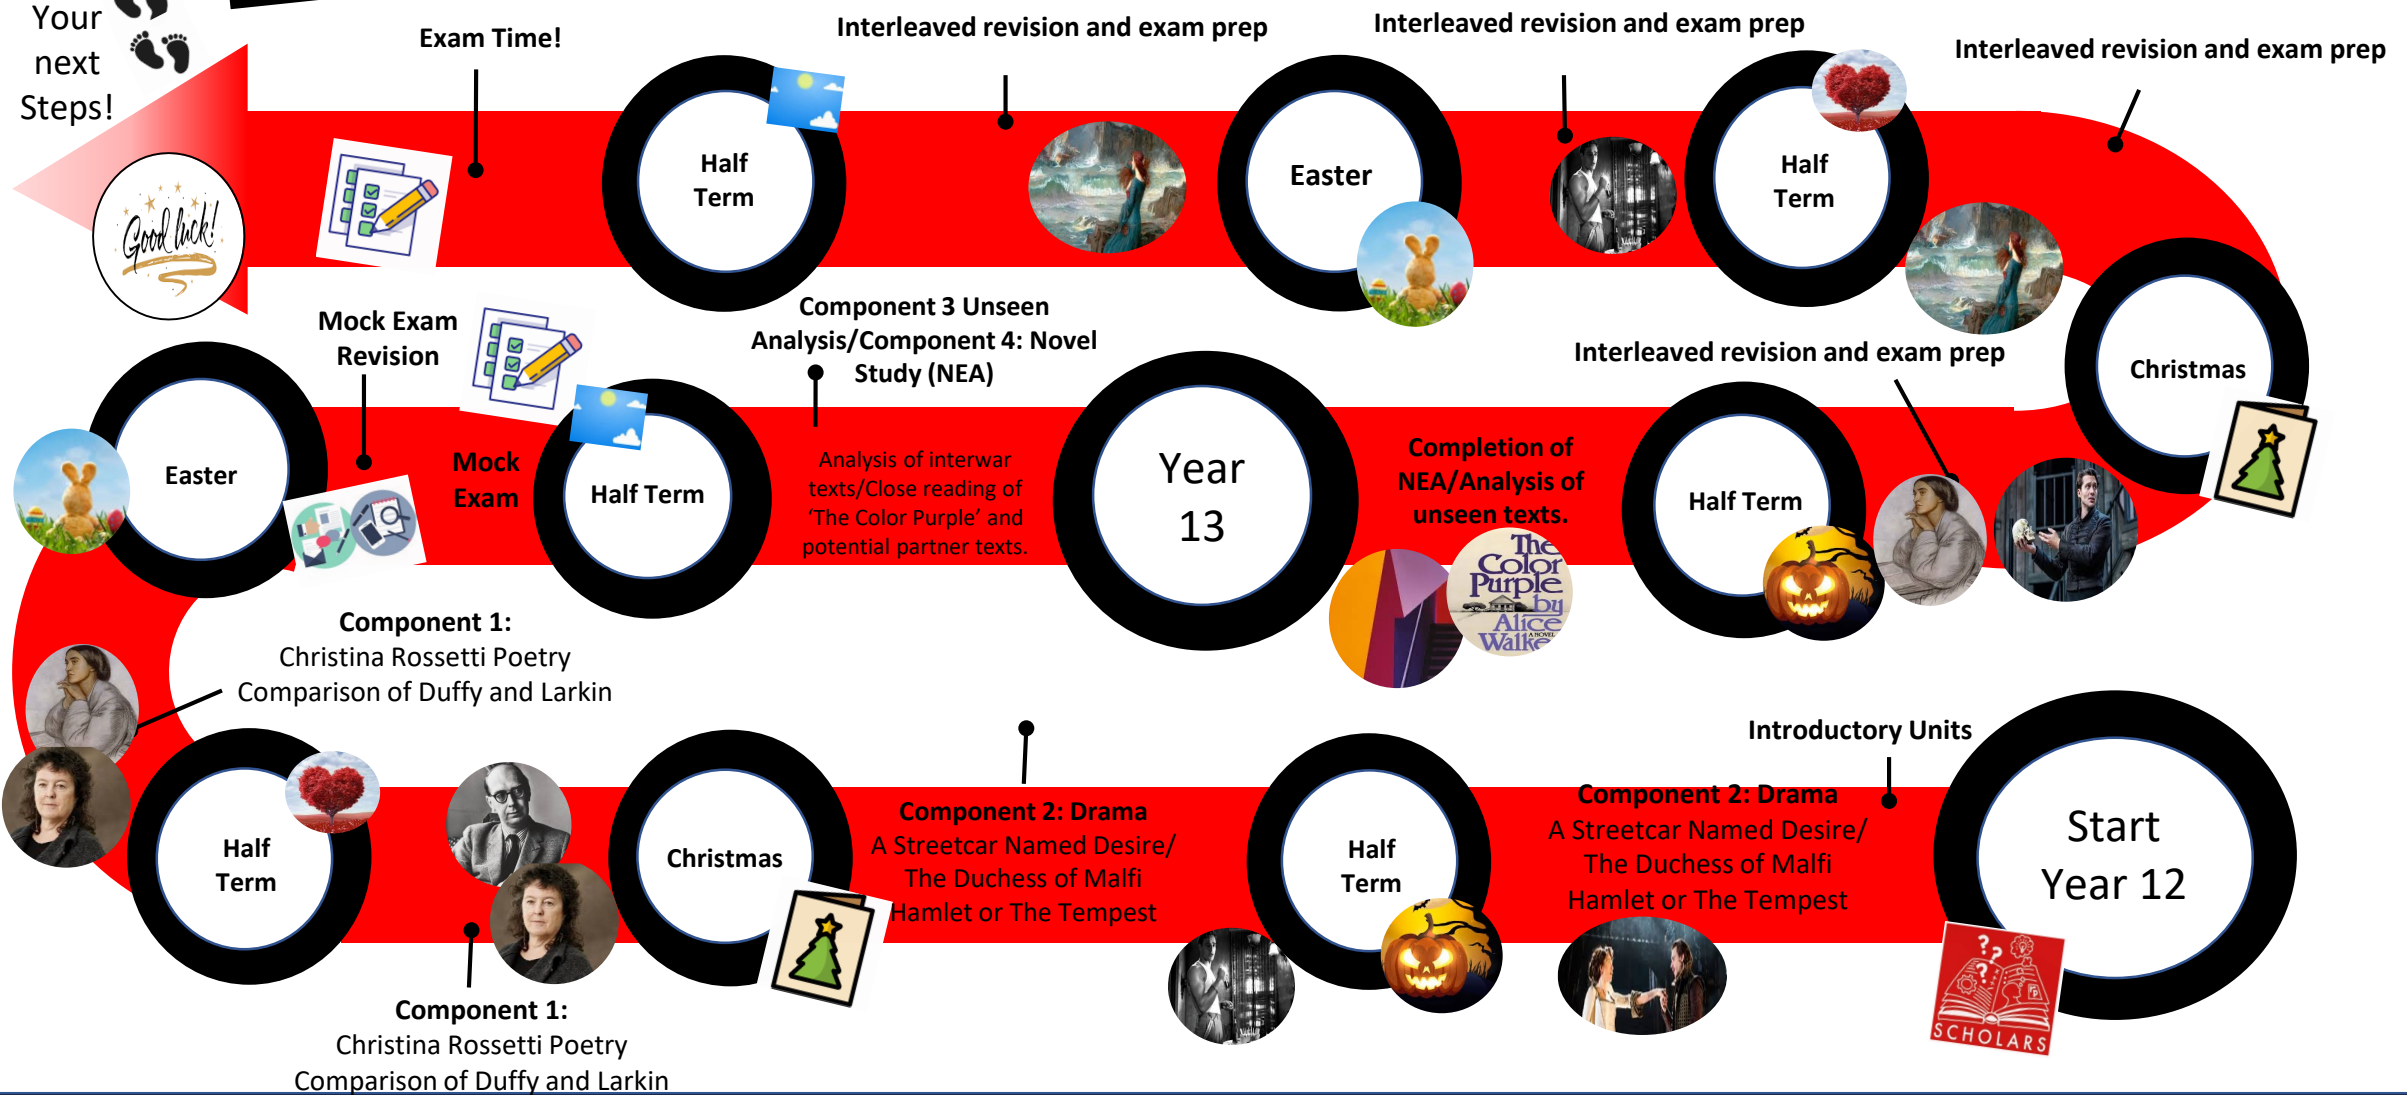 Your
next
Steps!
Exam Time!
Interleaved revision and exam prep
Interleaved revision and exam prep
Interleaved revision and exam prep
Good luck!
Half
Term
Easter
Half
Term
Mock Exam
Revision
Component 3 Unseen
Analysis/Component 4: Novel
Study (NEA)
Interleaved revision and exam prep
Christmas
Easter
Mock
Exam
Half Term
Analysis of interwar
texts/Close reading of
‘The Color Purple’ and
potential partner texts.
Year
13
Completion of
NEA/Analysis of
unseen texts.
Half Term
The
Color
Purple
by
Alice
Walke
A NOVEL
Component 1:
Christina Rossetti Poetry
Comparison of Duffy and Larkin
Introductory Units
Half
Term
Christmas
Component 2: Drama
A Streetcar Named Desire/
The Duchess of Malfi
Hamlet or The Tempest
Half
Term
Component 2: Drama
A Streetcar Named Desire/
The Duchess of Malfi
Hamlet or The Tempest
Start
Year 12
???
SCHOLARS
Component 1:
Christina Rossetti Poetry
Comparison of Duffy and Larkin